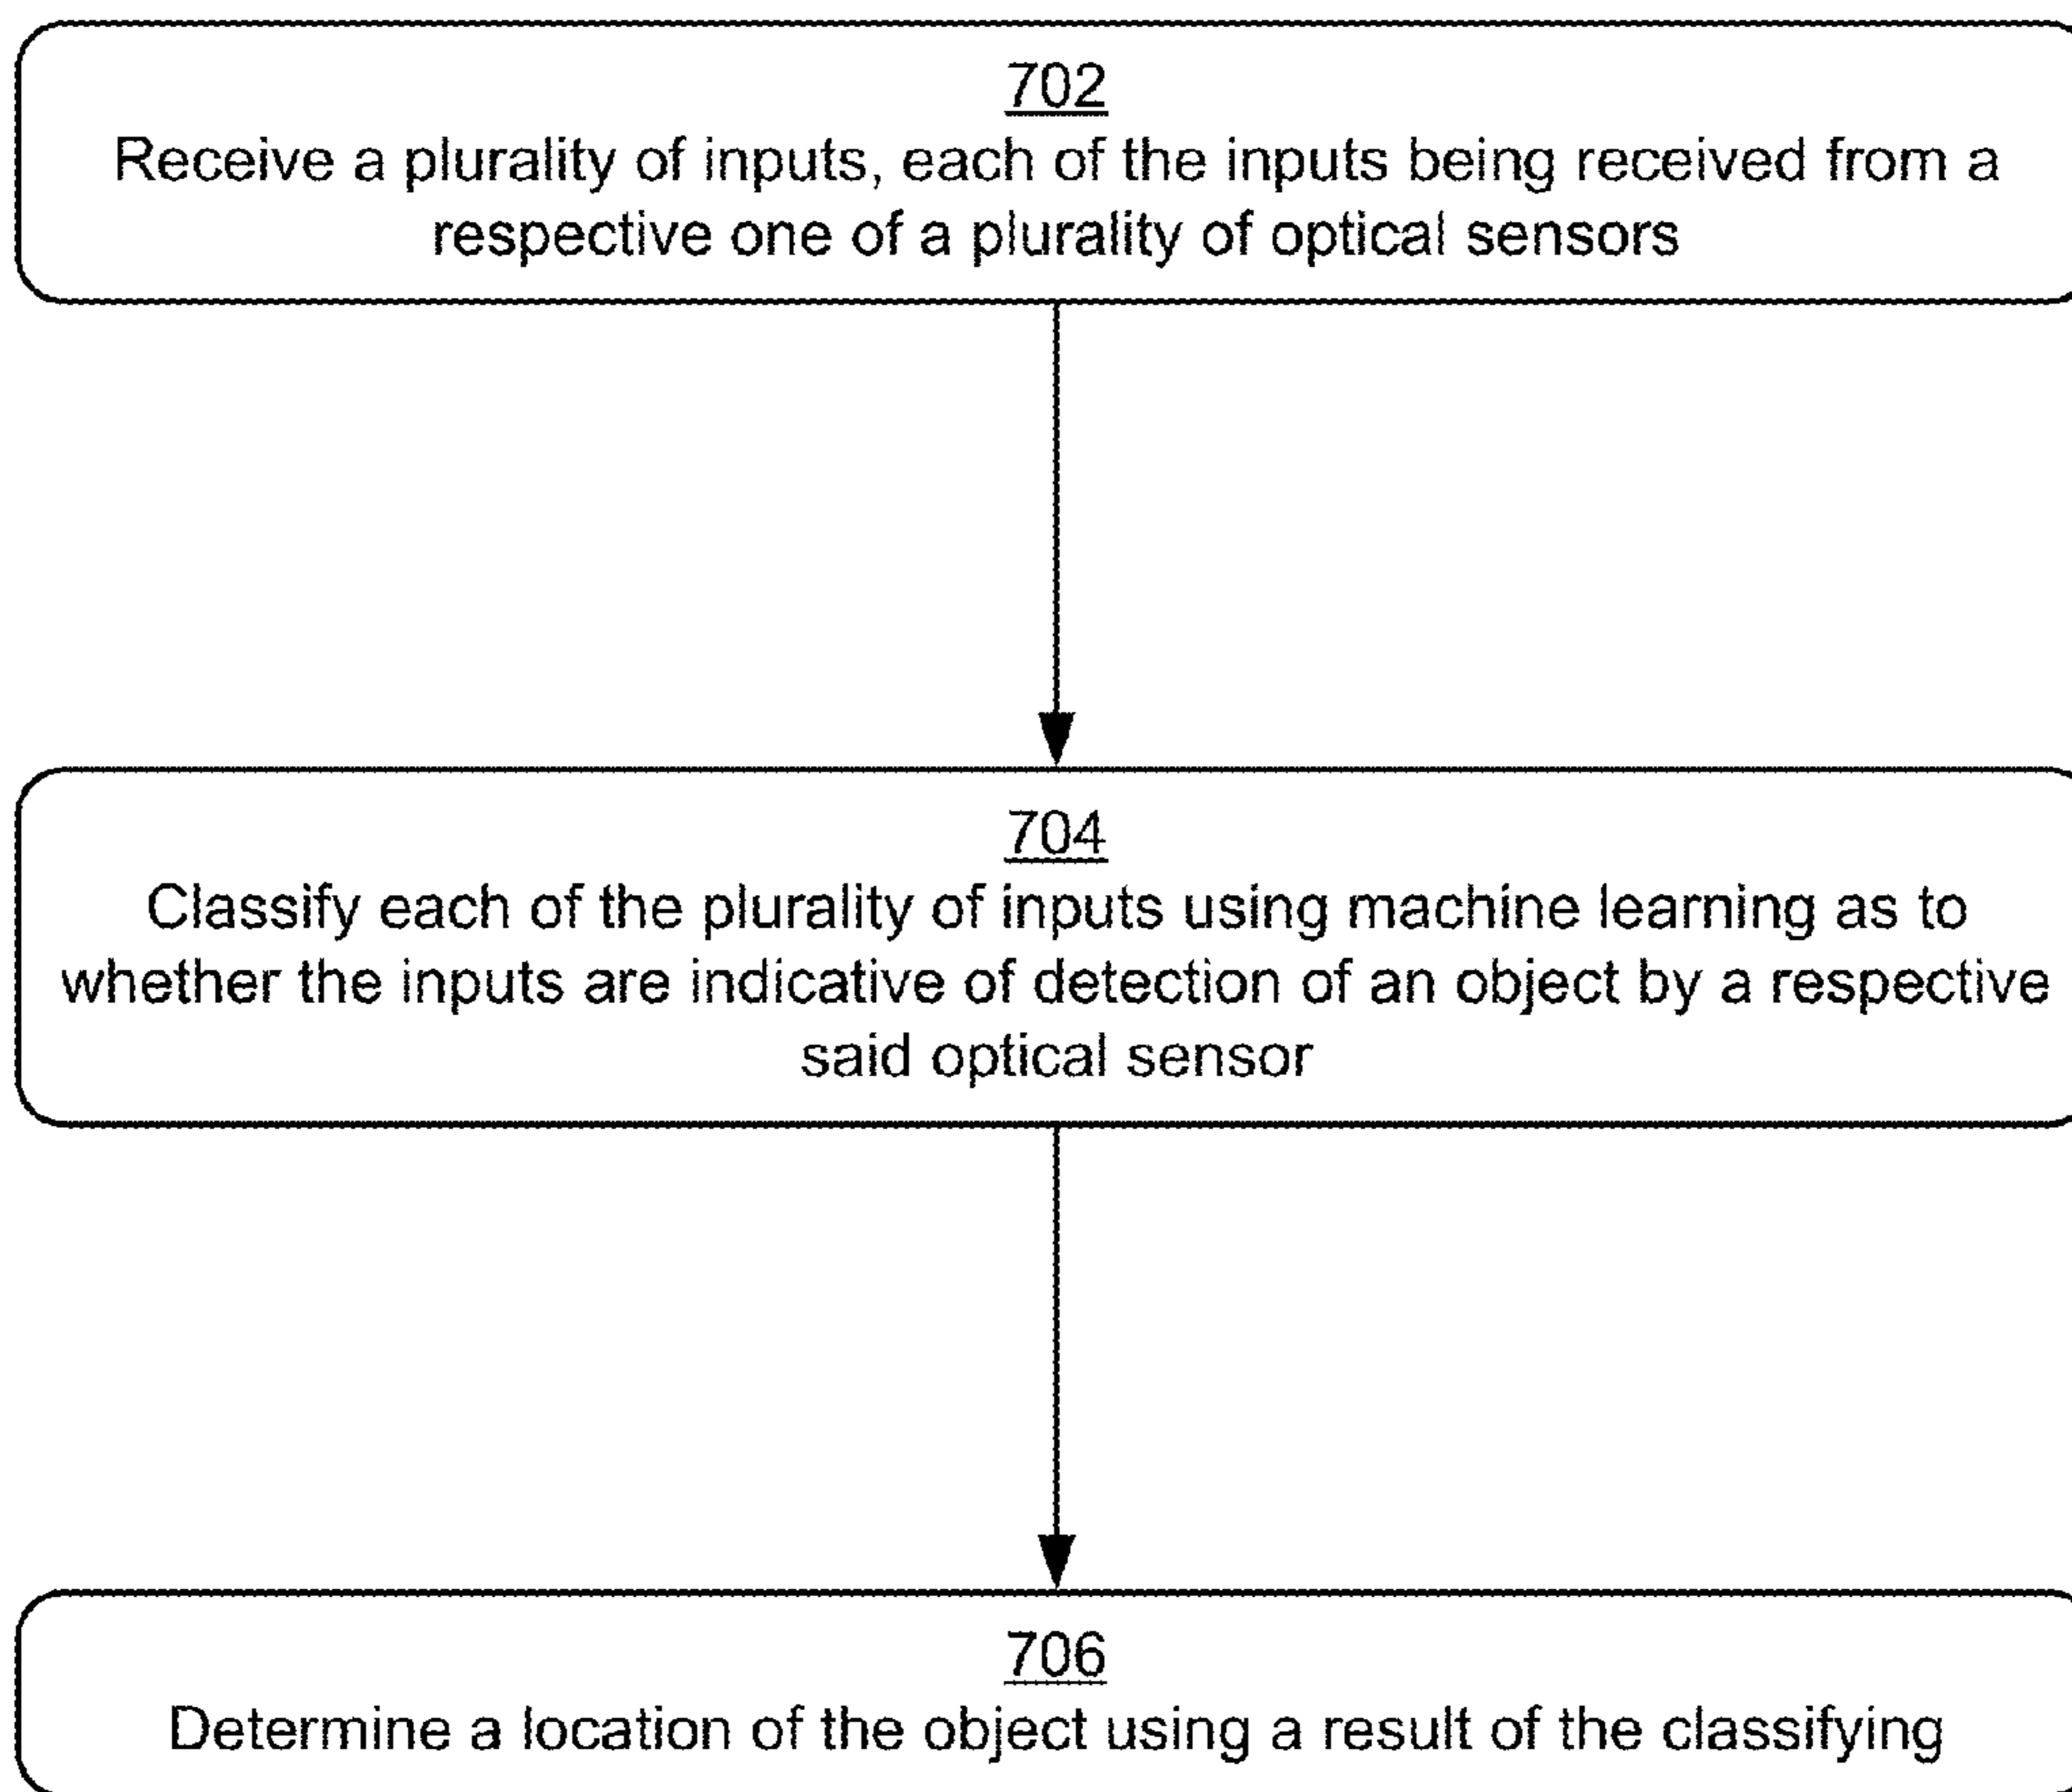 702
Receive a plurality of inputs, each of the inputs being received from a
respective one of a plurality of optical sensors
704
Classify each of the plurality of inputs using machine learning as to
whether the inputs are indicative of detection of an object by a respective
said optical sensor
706
Determine a location of the object using a result of the classifying